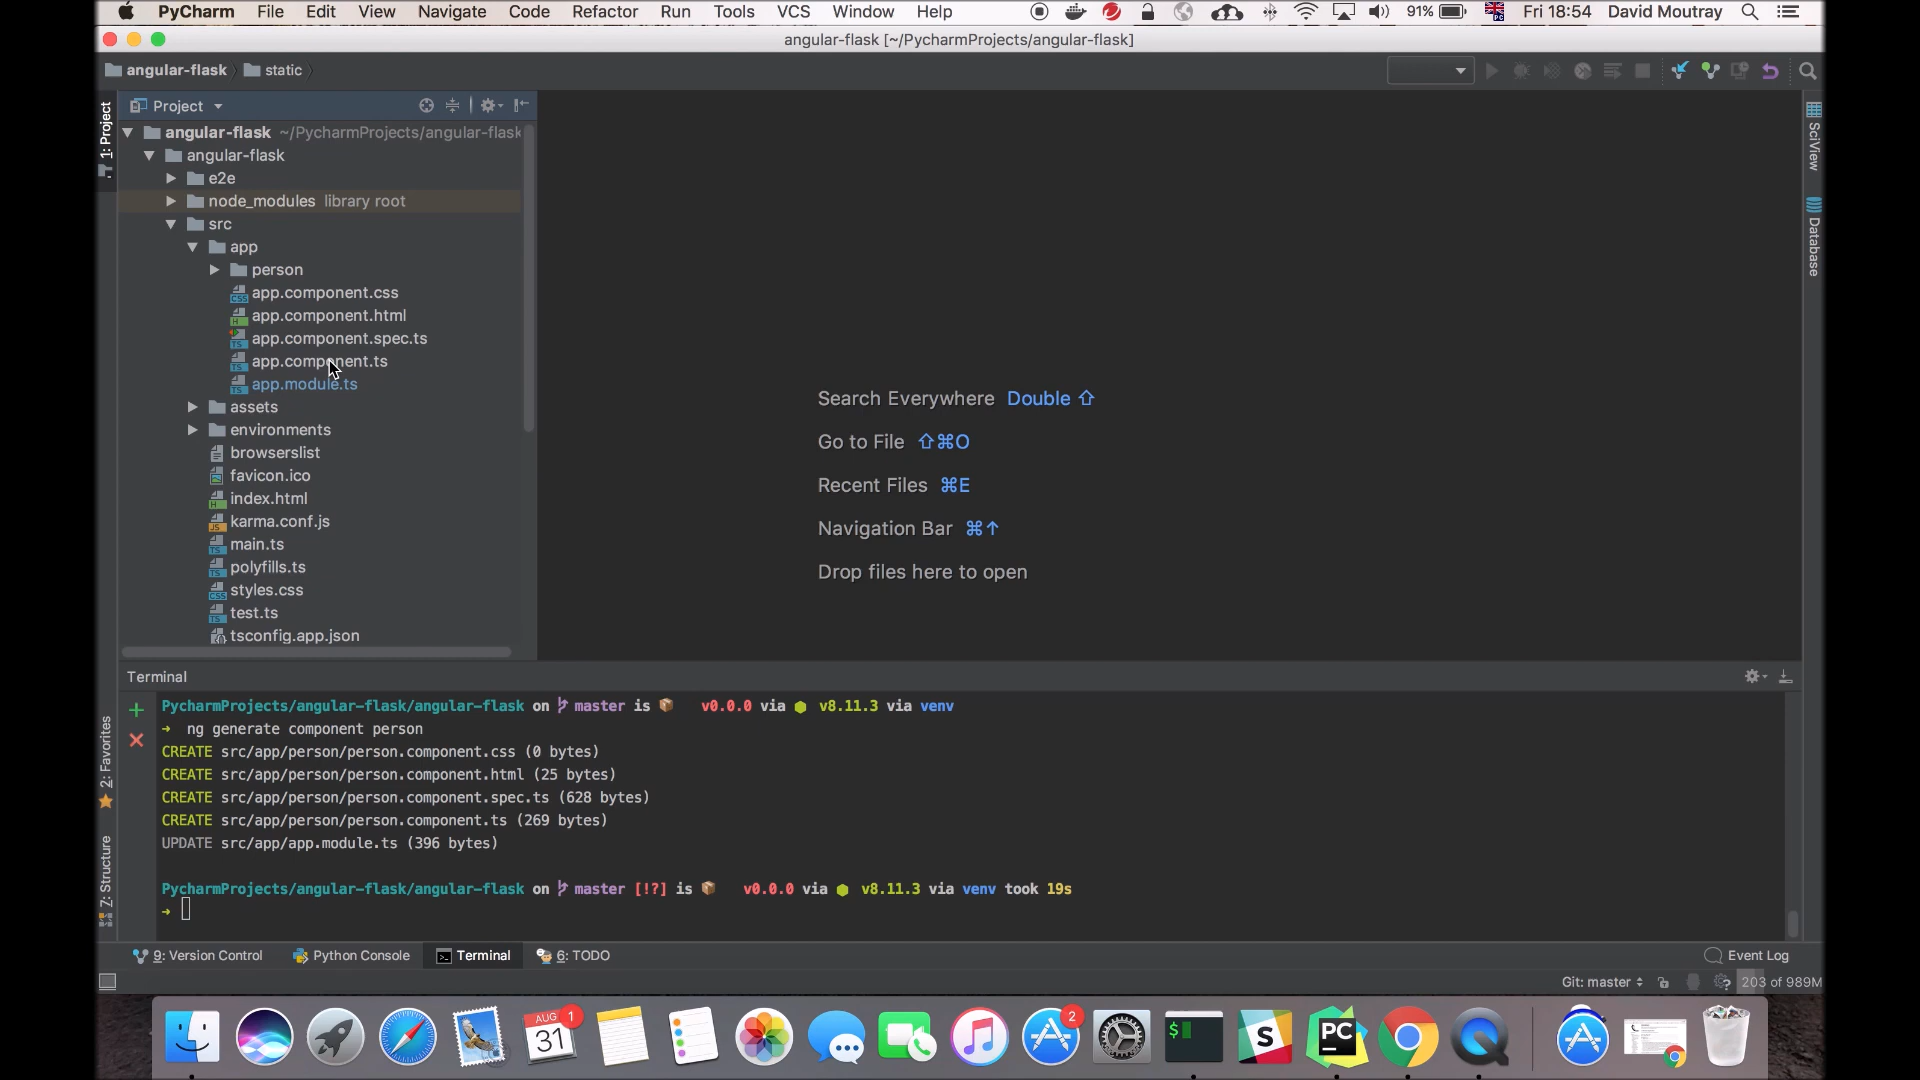 PyCharm File Edit View Navigate Code Refactor Run Tools VCS Window Help 91% Fri 18:54 David Moutray
angular-flask [~/PycharmProjects/angular-flask]
angular-flask static
1: Project
Project
angular-flask ~/PycharmProjects/angular-flask
angular-flask
e2e
node_modules library root
src
app
person
app.component.css
app.component.html
app.component.spec.ts
app.component.ts
app.module.ts
assets
environments
browserslist
favicon.ico
index.html
karma.conf.js
main.ts
polyfills.ts
styles.css
test.ts
tsconfig.app.json
Search Everywhere Double ⇧
Go to File ⇧⌘O
Recent Files ⌘E
Navigation Bar ⌘↑
Drop files here to open
SciView
Database
Terminal
PycharmProjects/angular-flask/angular-flask on master is 📦 v0.0.0 via ⬢ v8.11.3 via venv
➜ ng generate component person
CREATE src/app/person/person.component.css (0 bytes)
CREATE src/app/person/person.component.html (25 bytes)
CREATE src/app/person/person.component.spec.ts (628 bytes)
CREATE src/app/person/person.component.ts (269 bytes)
UPDATE src/app/app.module.ts (396 bytes)
PycharmProjects/angular-flask/angular-flask on master [!?] is 📦 v0.0.0 via ⬢ v8.11.3 via venv took 19s
➜
2: Favorites
7: Structure
9: Version Control Python Console Terminal 6: TODO Event Log
Git: master 203 of 989M
AUG 31 1
2
$
S
PC